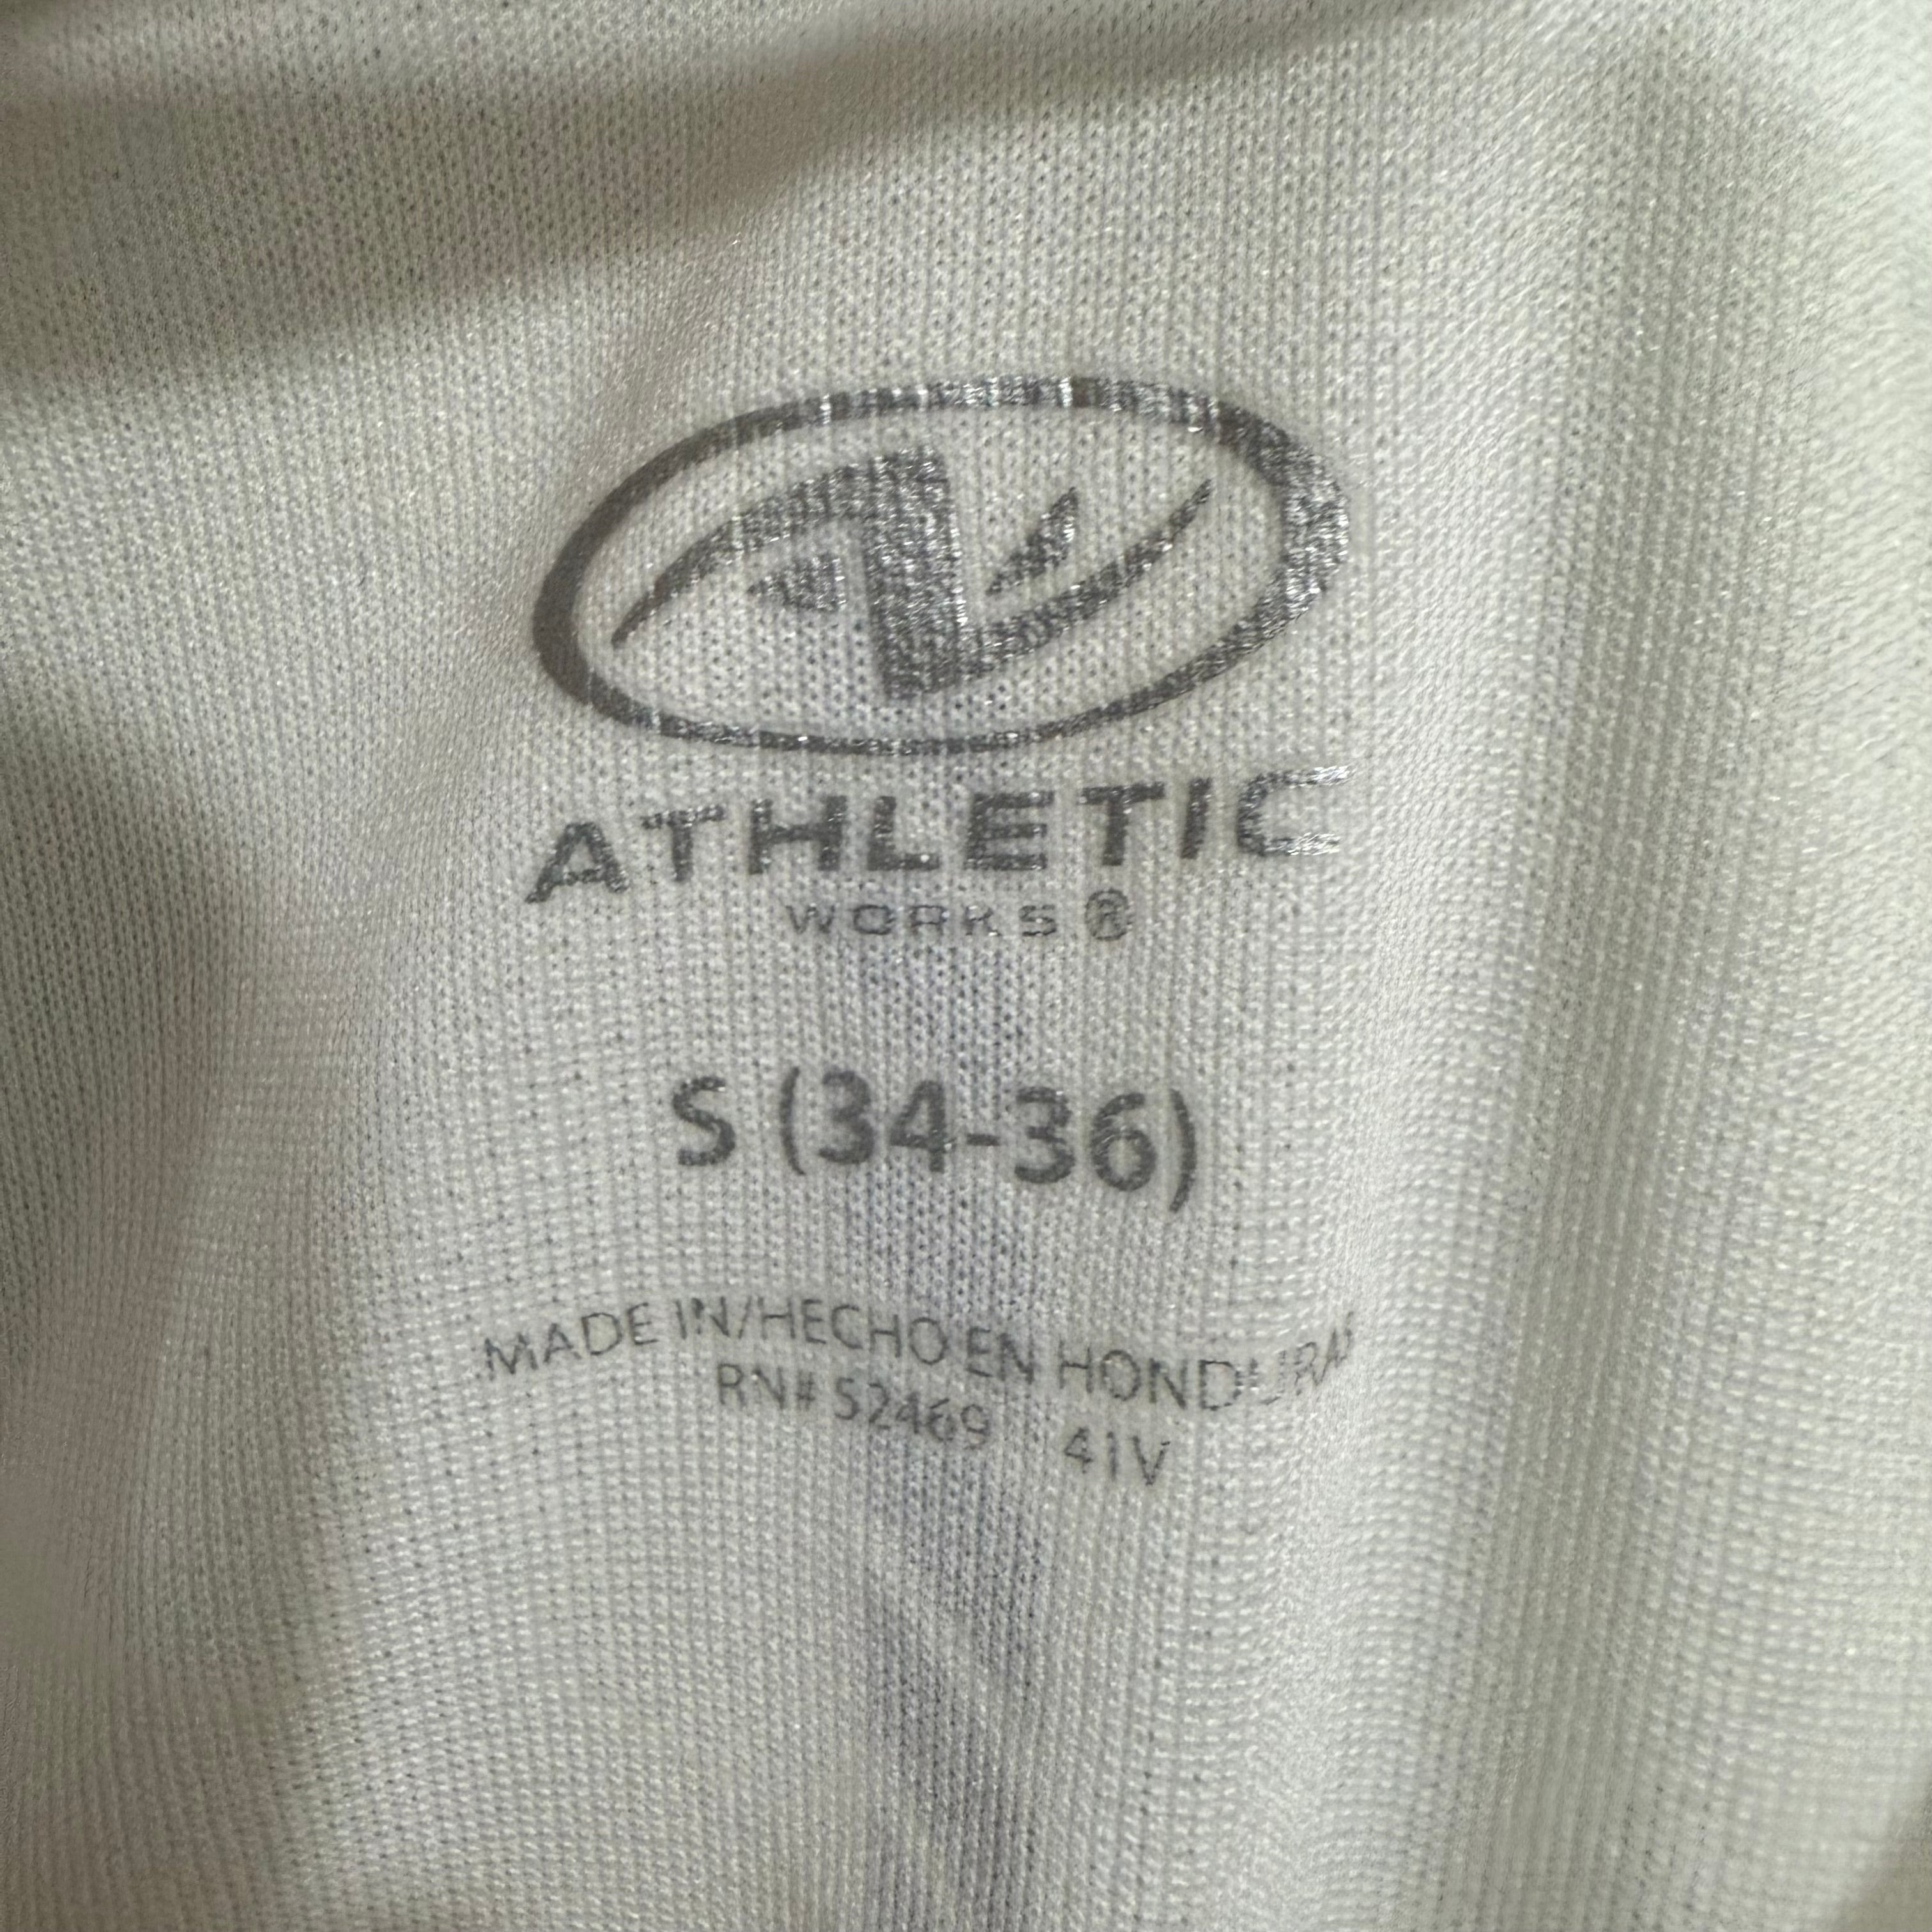 ATHLETIC
WORKS®
S (34-36)
MADE IN/HECHO EN HONDURAS
RN# 52469 41V